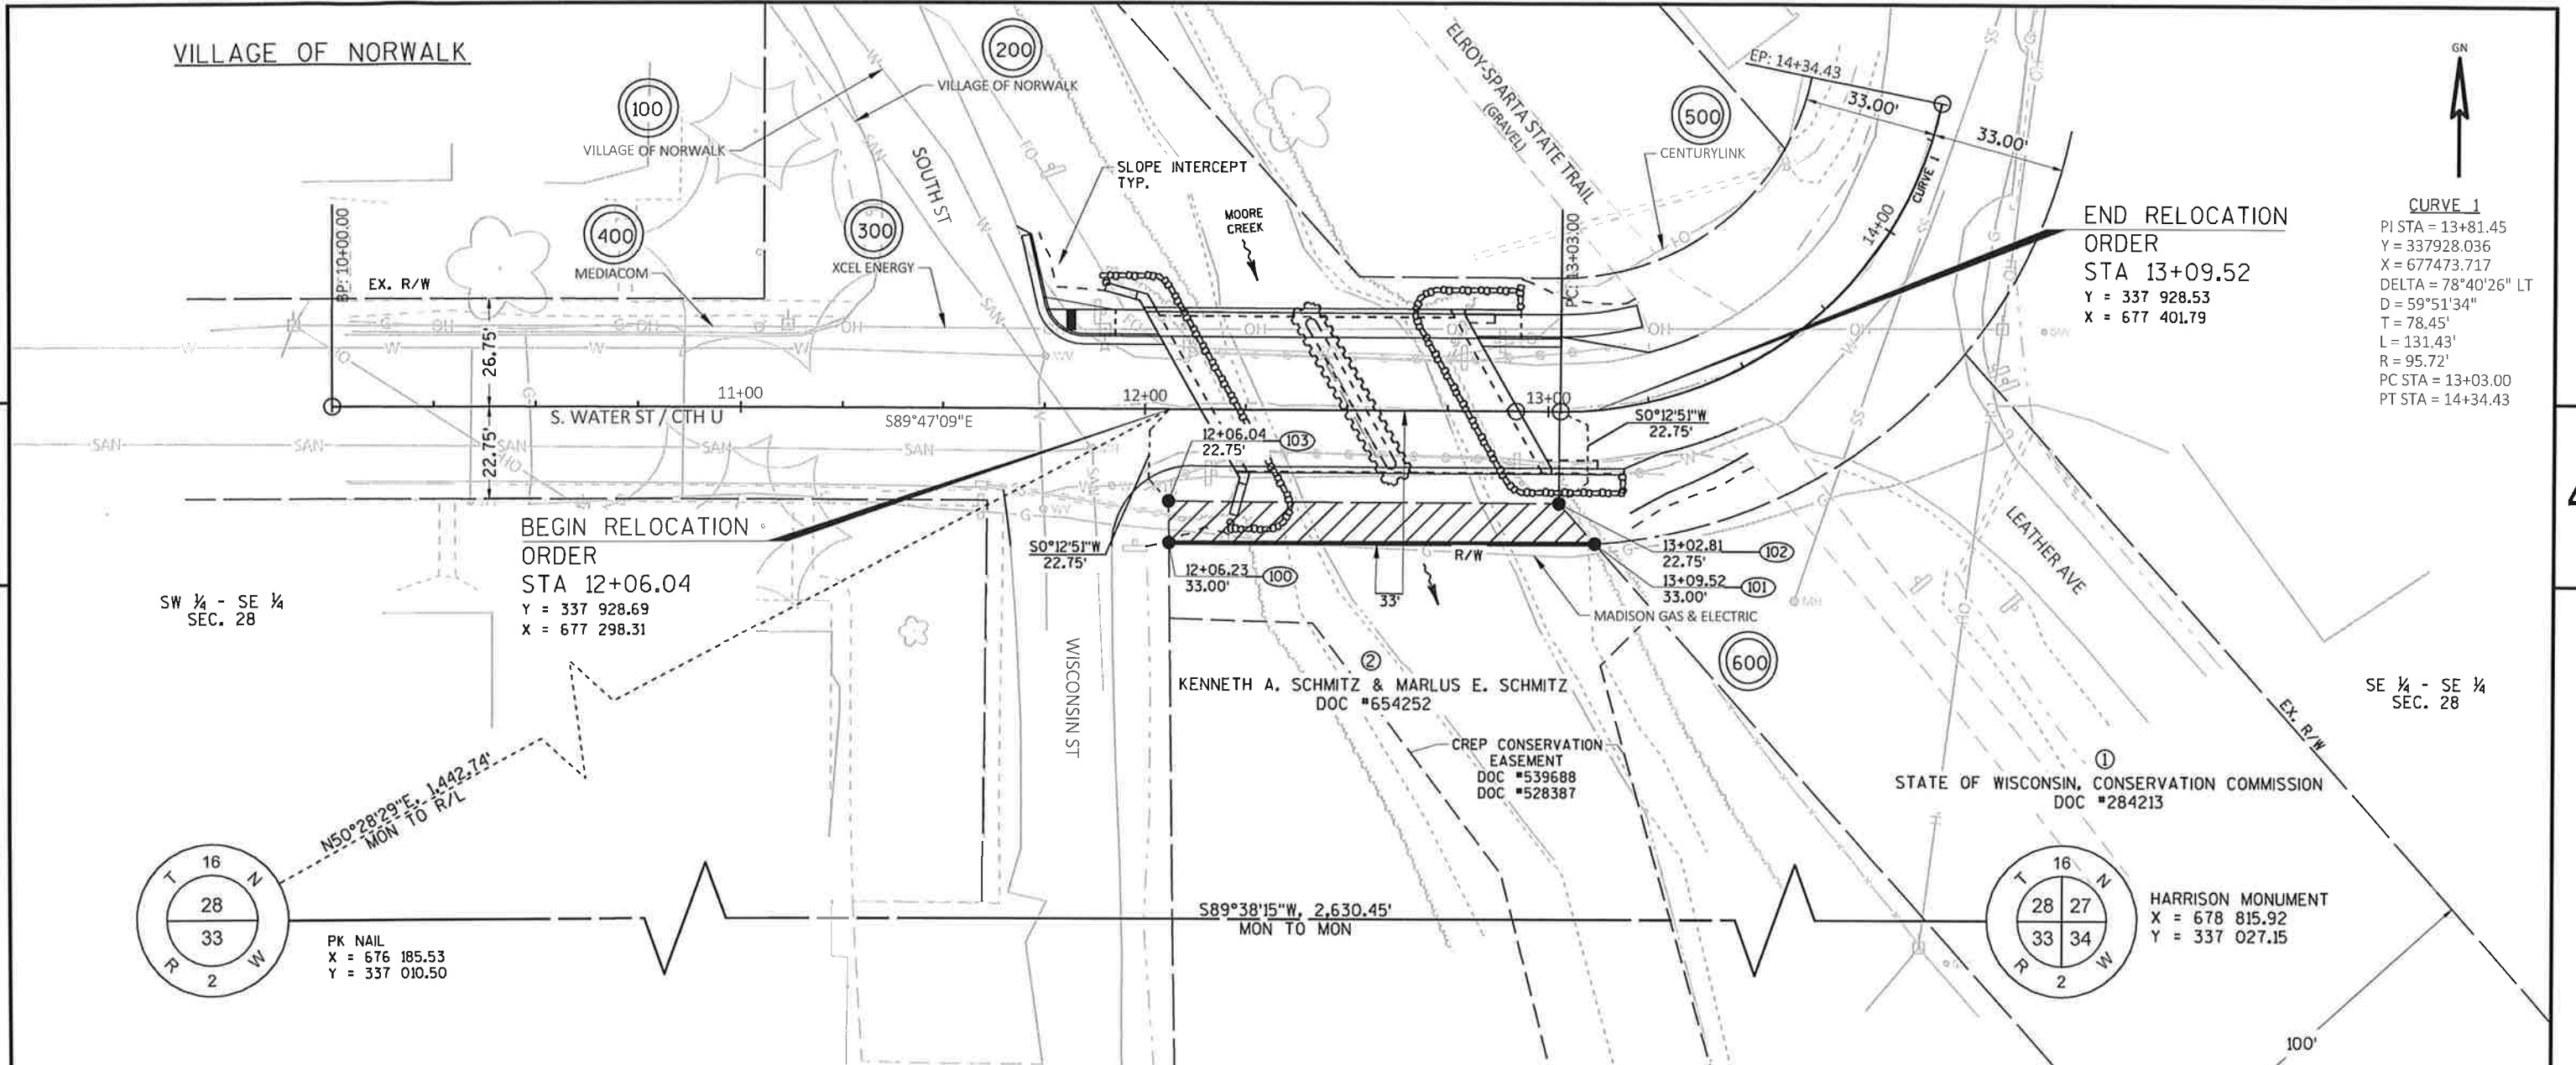 VILLAGE OF NORWALK
100
VILLAGE OF NORWALK
200
VILLAGE OF NORWALK
400
MEDIACOM
300
XCEL ENERGY
SOUTH ST
SLOPE INTERCEPT
TYP.
MOORE
CREEK
ELROY-SPARTA STATE TRAIL
(GRAVEL)
500
CENTURYLINK
EP: 14+34.43
33.00'
33.00'
CURVE 1
14+00
PC: 13+03.00
END RELOCATION
ORDER
STA 13+09.52
Y = 337 928.53
X = 677 401.79
GN
CURVE 1
PI STA = 13+81.45
Y = 337928.036
X = 677473.717
DELTA = 78°40'26" LT
D = 59°51'34"
T = 78.45'
L = 131.43'
R = 95.72'
PC STA = 13+03.00
PT STA = 14+34.43
BP: 10+00.00
EX. R/W
26.75'
22.75'
11+00
12+00
13+00
S. WATER ST / CTH U
S89°47'09"E
12+06.04
22.75'
103
S0°12'51"W
22.75'
S0°12'51"W
22.75'
12+06.23
33.00'
100
R/W
33'
13+02.81
22.75'
102
13+09.52
33.00'
101
MADISON GAS & ELECTRIC
600
BEGIN RELOCATION
ORDER
STA 12+06.04
Y = 337 928.69
X = 677 298.31
SW ¼ - SE ¼
SEC. 28
WISCONSIN ST
2
KENNETH A. SCHMITZ & MARLUS E. SCHMITZ
DOC #654252
CREP CONSERVATION
EASEMENT
DOC #539688
DOC #528387
LEATHER AVE
EX. R/W
SE ¼ - SE ¼
SEC. 28
1
STATE OF WISCONSIN, CONSERVATION COMMISSION
DOC #284213
N50°28'29"E, 1,442.74'
MON TO R/L
16
T N
28
33
R W
2
PK NAIL
X = 676 185.53
Y = 337 010.50
S89°38'15"W, 2,630.45'
MON TO MON
16
T N
28 27
33 34
R W
2
HARRISON MONUMENT
X = 678 815.92
Y = 337 027.15
100'
4